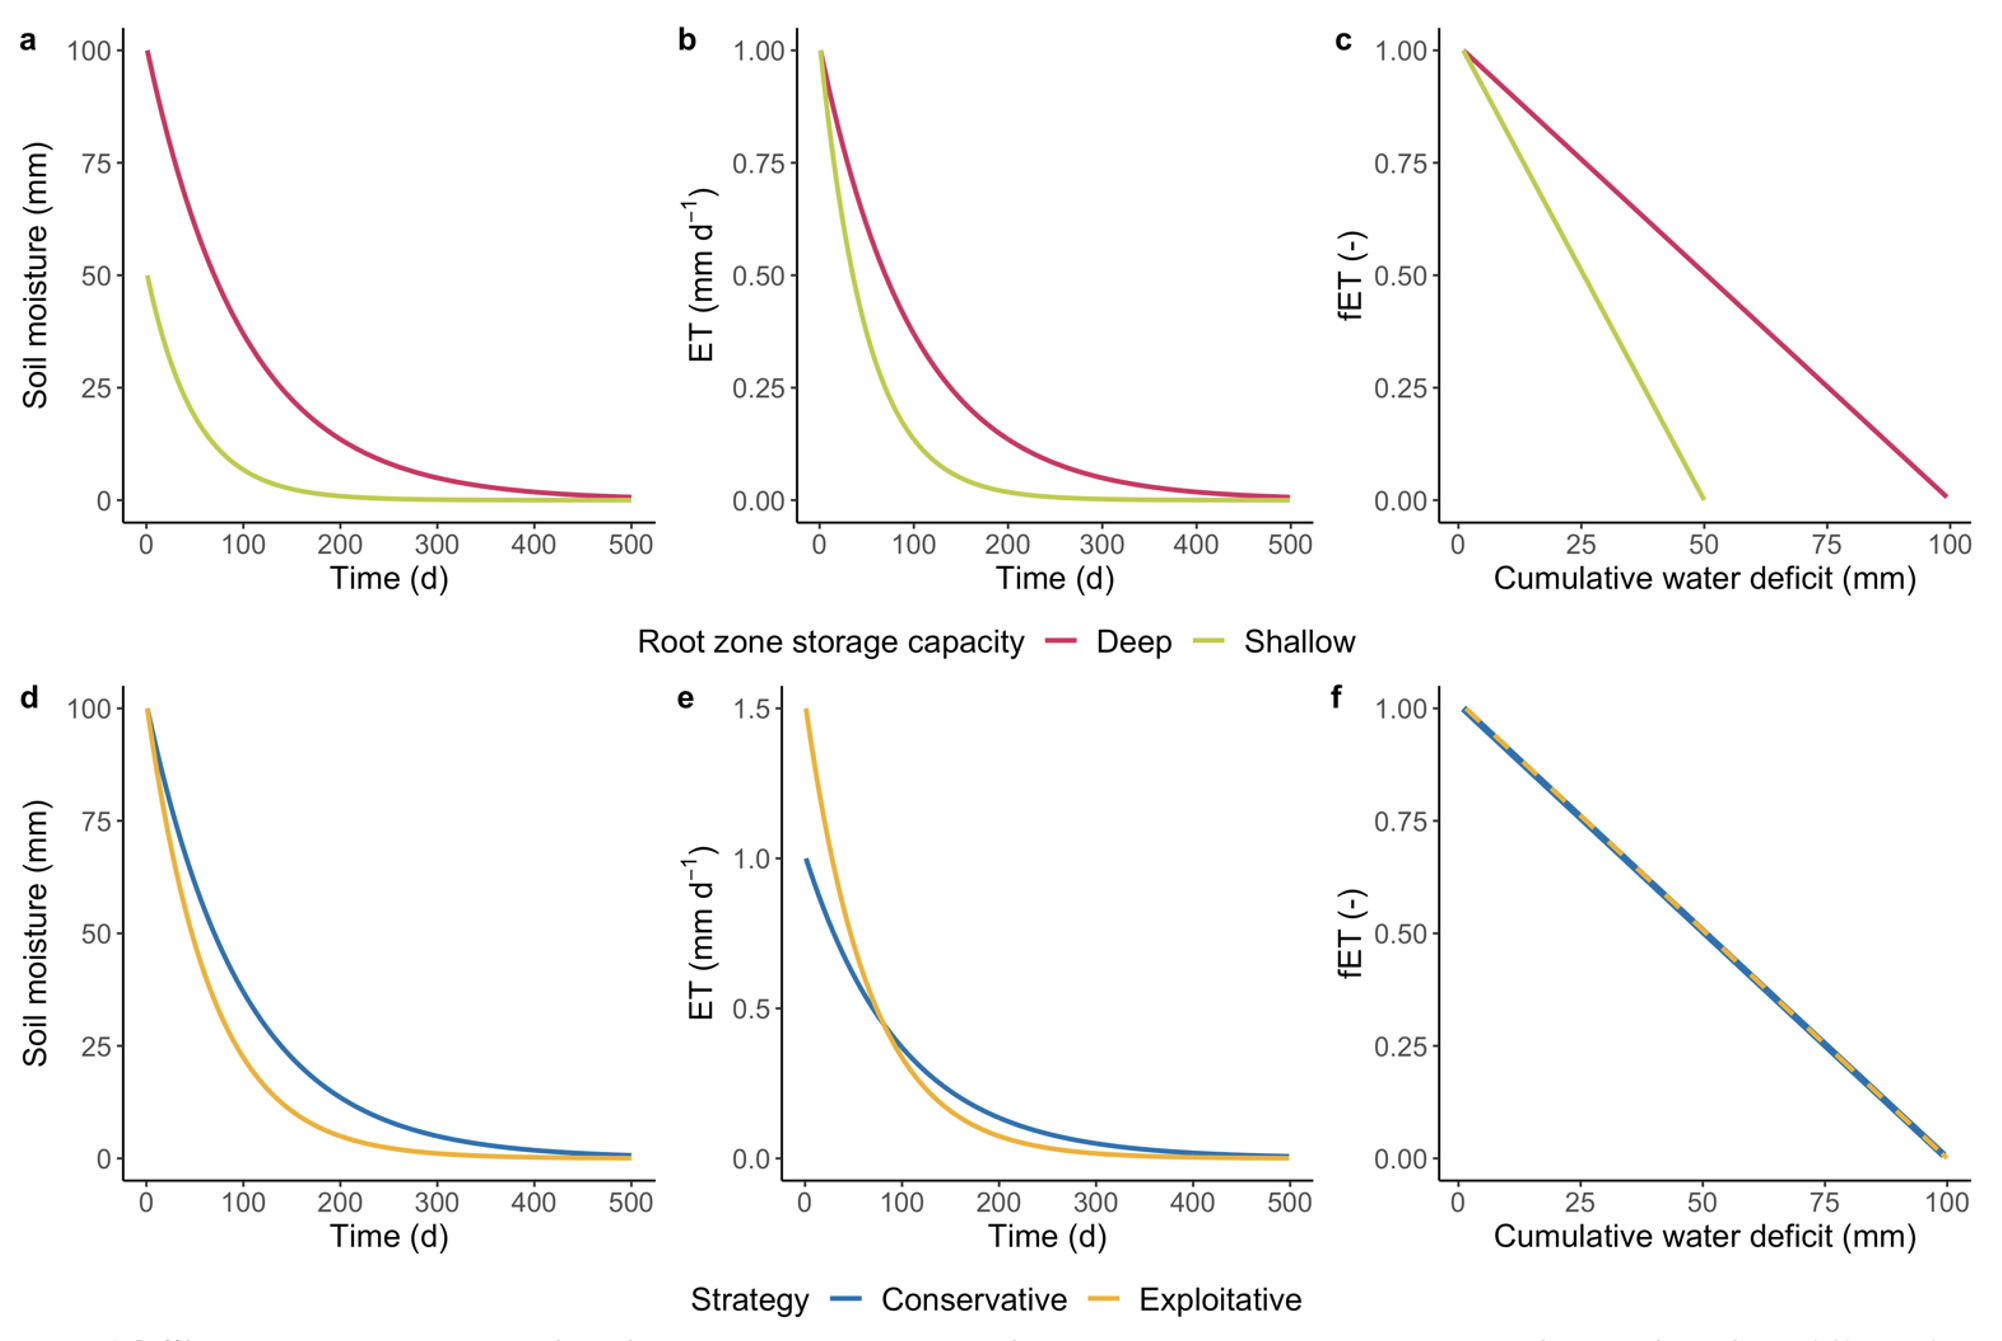 a
100
75
50
25
0
Soil moisture (mm)
0 100 200 300 400 500
Time (d)
b
1.00
0.75
0.50
0.25
0.00
ET (mm d⁻¹)
0 100 200 300 400 500
Time (d)
c
1.00
0.75
0.50
0.25
0.00
fET (-)
0 25 50 75 100
Cumulative water deficit (mm)
Root zone storage capacity Deep Shallow
d
100
75
50
25
0
Soil moisture (mm)
0 100 200 300 400 500
Time (d)
e
1.5
1.0
0.5
0.0
ET (mm d⁻¹)
0 100 200 300 400 500
Time (d)
f
1.00
0.75
0.50
0.25
0.00
fET (-)
0 25 50 75 100
Cumulative water deficit (mm)
Strategy Conservative Exploitative